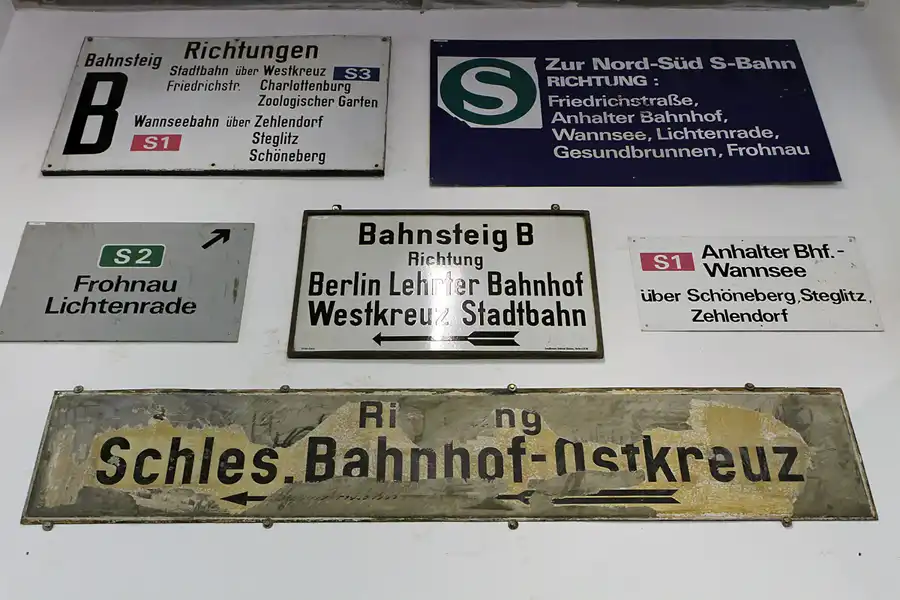 Bahnsteig
B
Richtungen
Stadtbahn über Westkreuz S3
Friedrichstr. Charlottenburg
Zoologischer Garten
Wannseebahn über Zehlendorf
S1 Steglitz
Schöneberg
S Zur Nord-Süd S-Bahn
RICHTUNG :
Friedrichstraße,
Anhalter Bahnhof,
Wannsee, Lichtenrade,
Gesundbrunnen, Frohnau
S2
Frohnau
Lichtenrade
Bahnsteig B
Richtung
Berlin Lehrter Bahnhof
Westkreuz Stadtbahn
S1 Anhalter Bhf.-
Wannsee
über Schöneberg, Steglitz,
Zehlendorf
Ri ng
Schles. Bahnhof-Ostkreuz